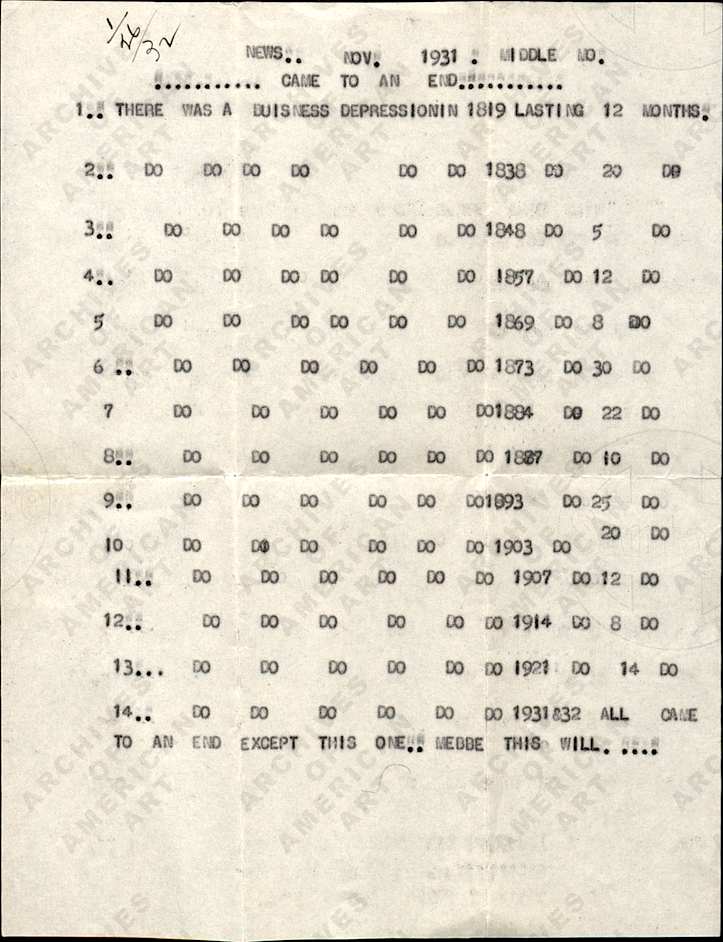 1/26/32
NEWS.. NOV. 1931 . MIDDLE MO.
........... CAME TO AN END...........
1.. THERE WAS A BUISNESS DEPRESSIONIN 1819 LASTING 12 MONTHS.
2.. DO DO DO DO DO DO 1838 DO 20 DO
3.. DO DO DO DO DO DO 1848 DO 5 DO
4.. DO DO DO DO DO DO 1857 DO 12 DO
5 DO DO DO DO DO DO 1869 DO 8 DO
6 .. DO DO DO DO DO DO 1873 DO 30 DO
7 DO DO DO DO DO DO1884 DO 22 DO
8.. DO DO DO DO DO DO 1887 DO 10 DO
9.. DO DO DO DO DO DO1893 DO 25 DO
10 DO DO DO DO DO DO 1903 DO 20 DO
11.. DO DO DO DO DO DO 1907 DO 12 DO
12.. DO DO DO DO DO DO 1914 DO 8 DO
13... DO DO DO DO DO DO 1921 DO 14 DO
14.. DO DO DO DO DO DO 1931&32 ALL CAME
TO AN END EXCEPT THIS ONE.. MEBBE THIS WILL. ....
ARCHIVES OF AMERICAN ART